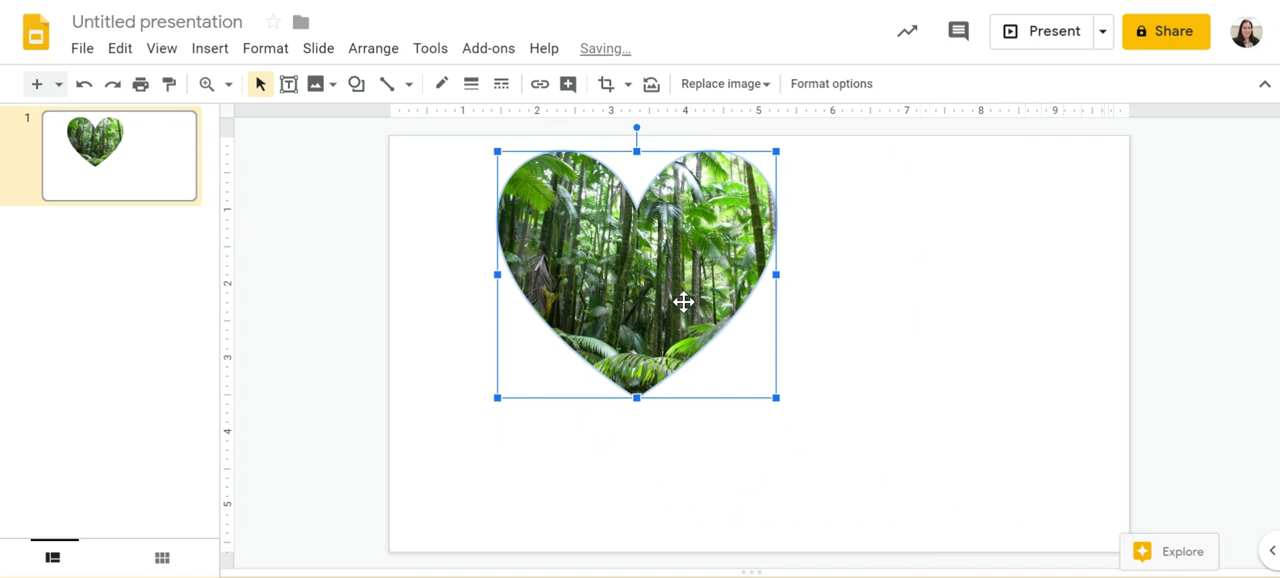 Untitled presentation
File Edit View Insert Format Slide Arrange Tools Add-ons Help Saving...
Present
Share
Replace image
Format options
1
1 2 3 4 5 6 7 8 9
1
2
3
4
5
Explore